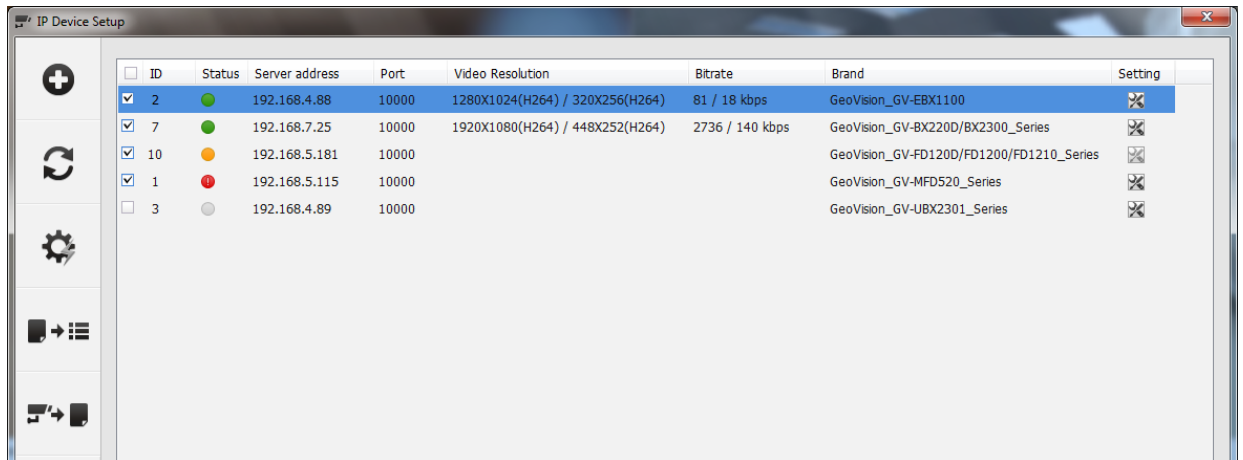 IP Device Setup
ID Status Server address Port Video Resolution Bitrate Brand Setting
2 192.168.4.88 10000 1280X1024(H264) / 320X256(H264) 81 / 18 kbps GeoVision_GV-EBX1100
7 192.168.7.25 10000 1920X1080(H264) / 448X252(H264) 2736 / 140 kbps GeoVision_GV-BX220D/BX2300_Series
10 192.168.5.181 10000 GeoVision_GV-FD120D/FD1200/FD1210_Series
1 192.168.5.115 10000 GeoVision_GV-MFD520_Series
3 192.168.4.89 10000 GeoVision_GV-UBX2301_Series